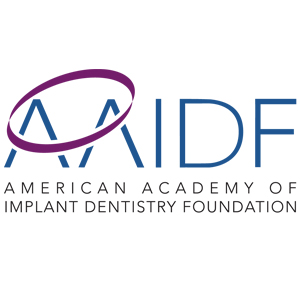 AAIDF
AMERICAN ACADEMY OF
IMPLANT DENTISTRY FOUNDATION